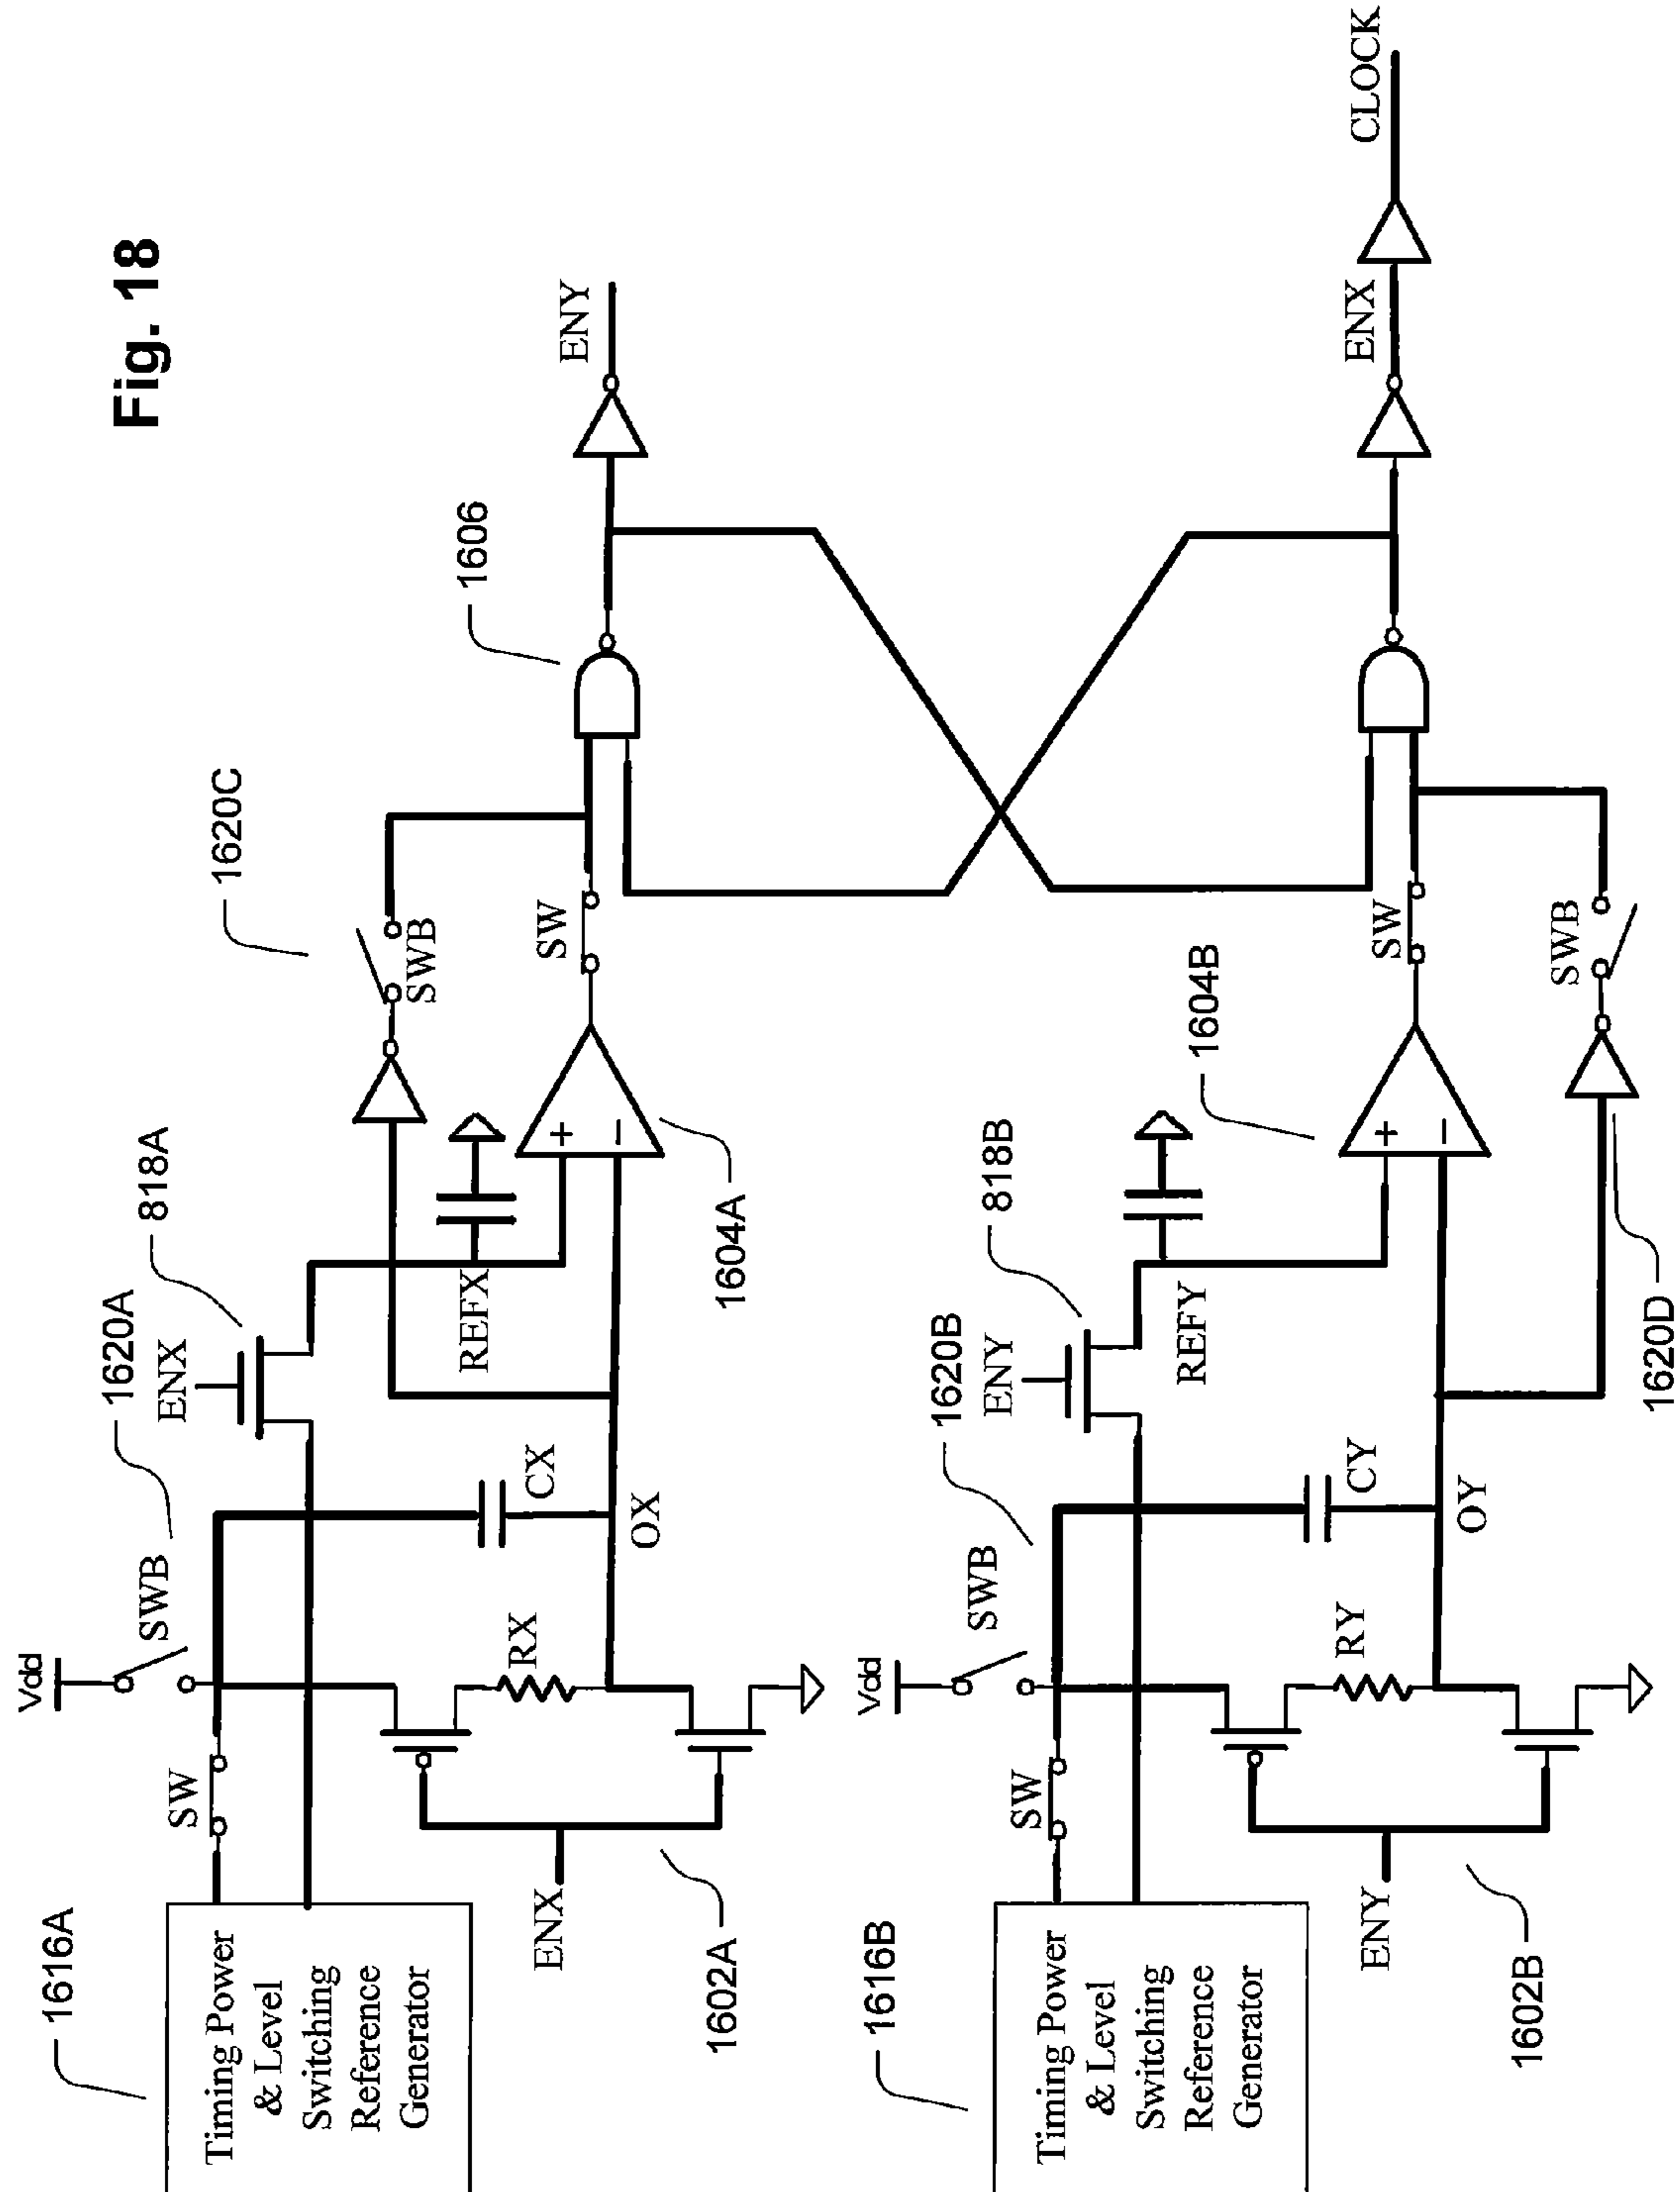 Fig. 18
1616A
Timing Power
& Level
Switching
Reference
Generator
SW
Vdd
SWB
1620A
ENX
818A
1620C
SWB
REFX
CX
RX
OX
ENX
1602A
1604A
SW
1606
ENY
1616B
Timing Power
& Level
Switching
Reference
Generator
SW
Vdd
SWB
1620B
ENY
818B
REFY
CY
RY
OY
ENY
1602B
1604B
SW
SWB
1620D
ENX
CLOCK
+
−
+
−